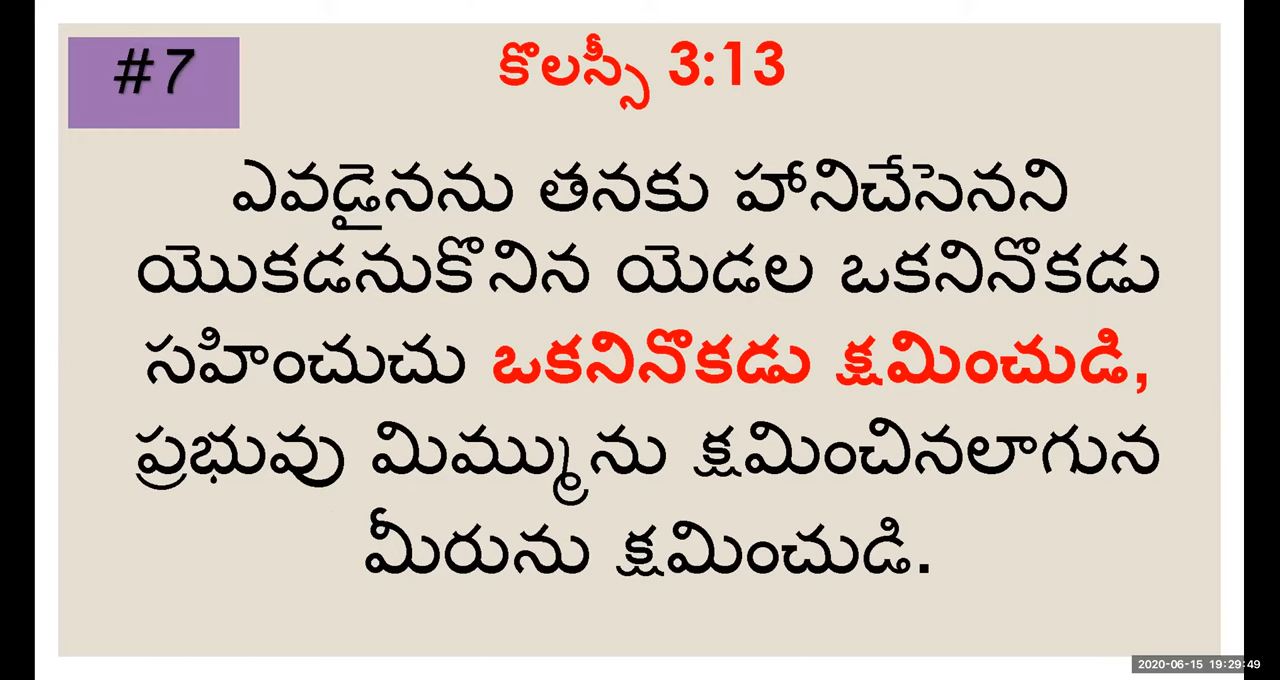 #7
కొలస్సీ 3:13
ఎవడైనను తనకు హానిచేసెనని
యొకడనుకొనిన యెడల ఒకనినొకడు
సహించుచు ఒకనినొకడు క్షమించుడి,
ప్రభువు మిమ్మును క్షమించినలాగున
మీరును క్షమించుడి.
2020-06-15 19:29:49